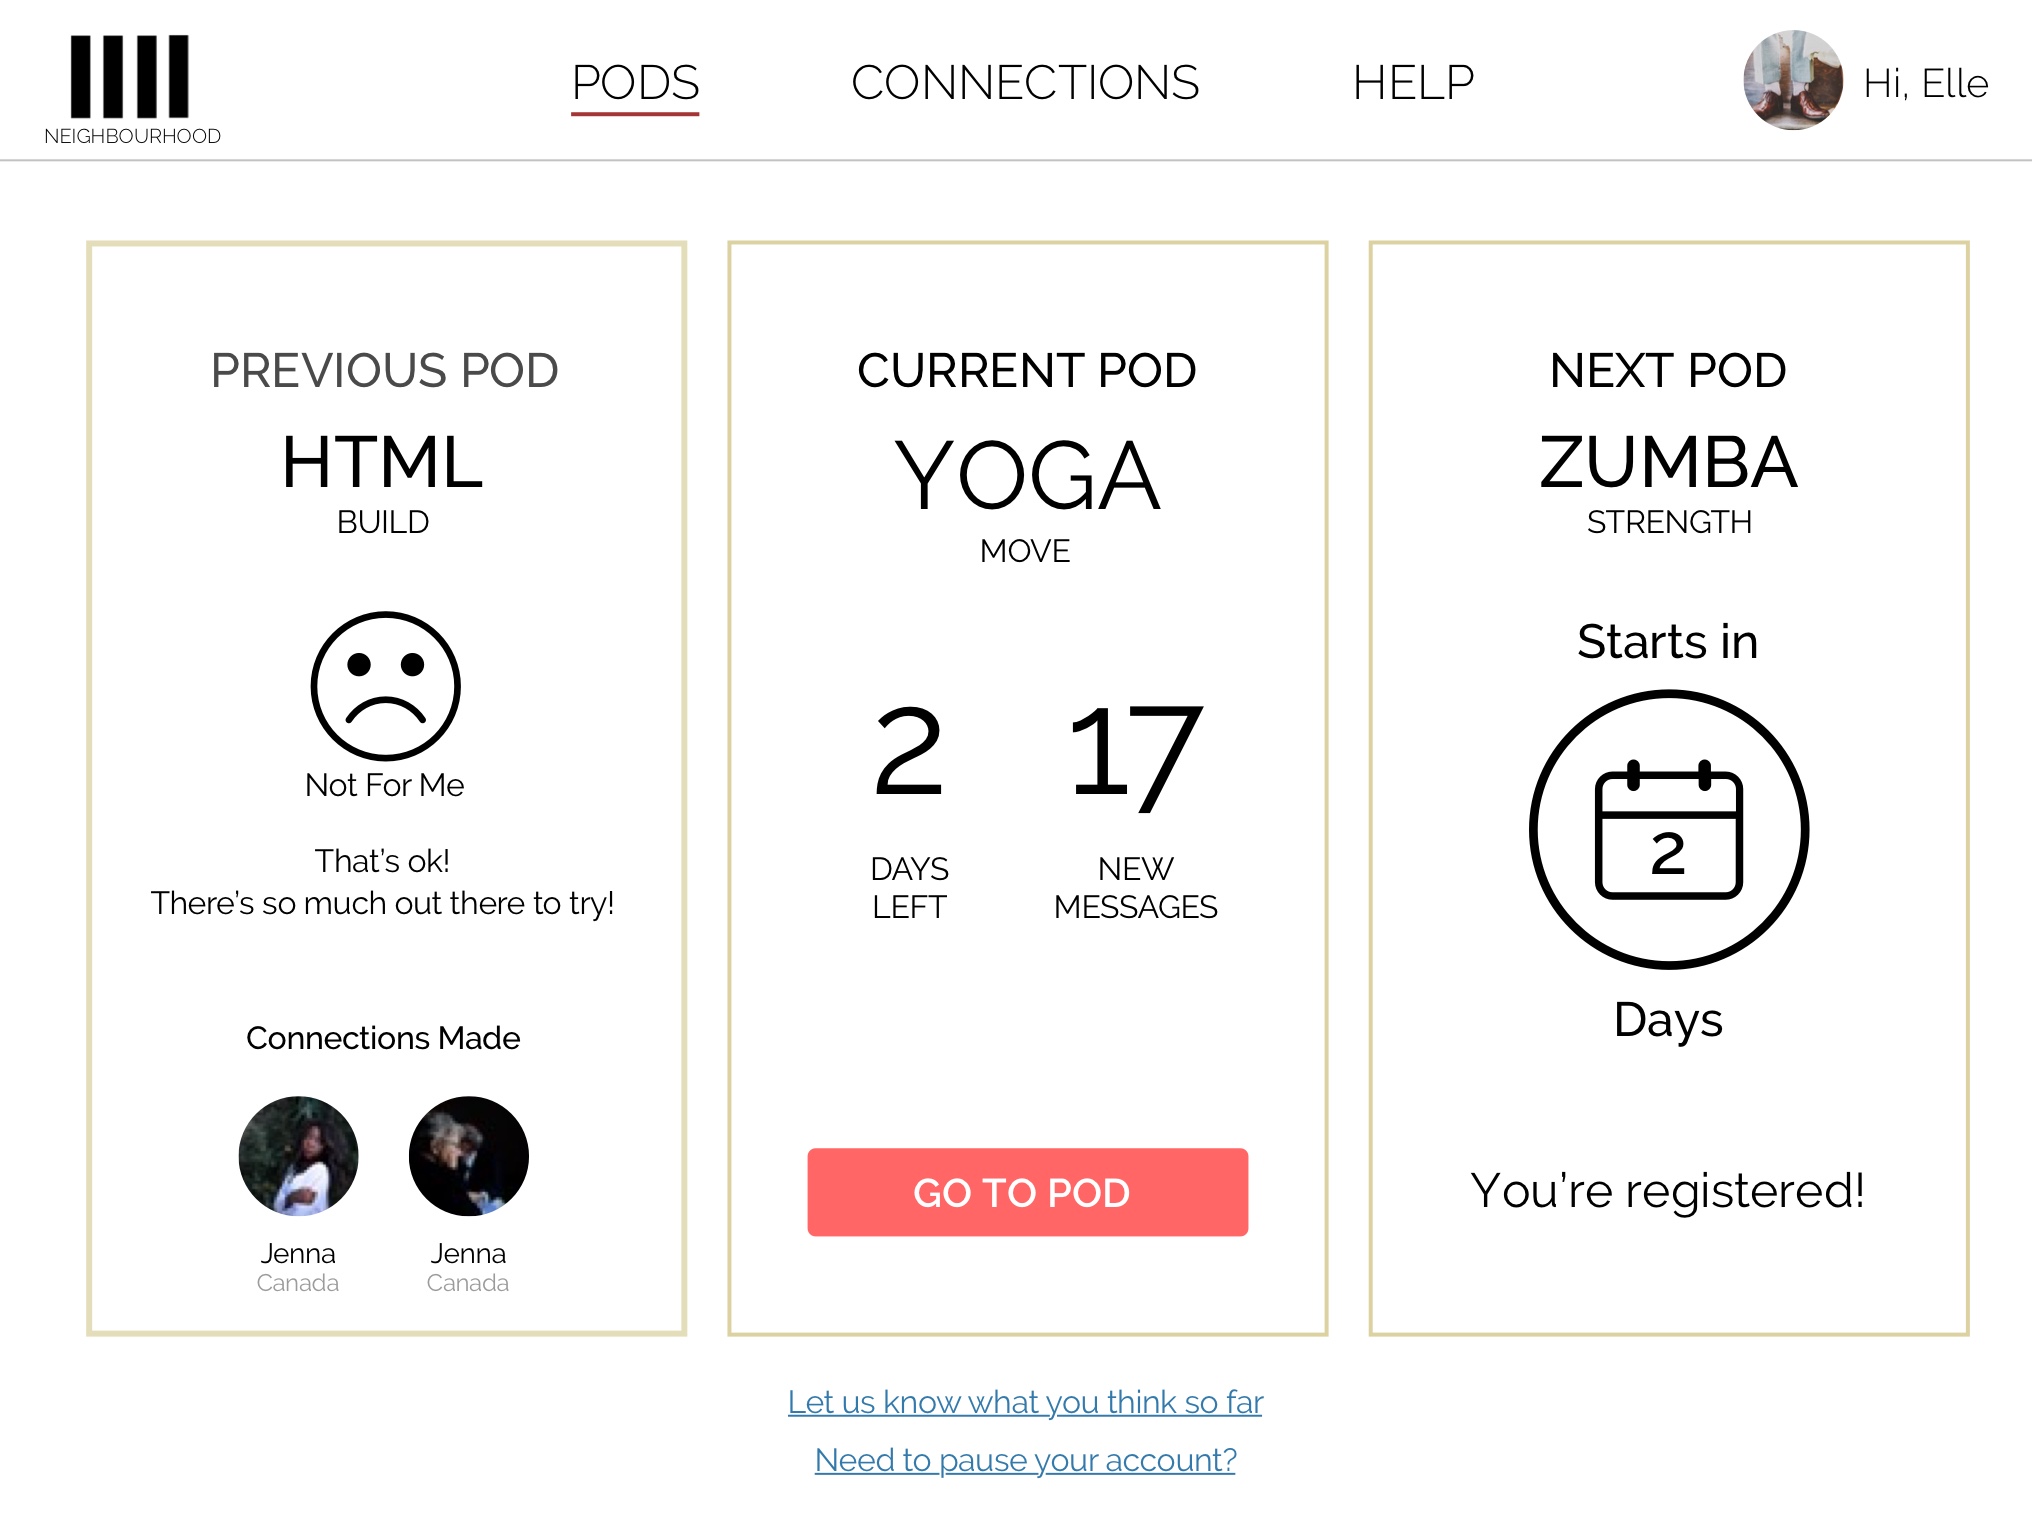 NEIGHBOURHOOD
PODS
CONNECTIONS
HELP
Hi, Elle
PREVIOUS POD
HTML
BUILD
Not For Me
That's ok!
There's so much out there to try!
Connections Made
Jenna
Canada
Jenna
Canada
CURRENT POD
YOGA
MOVE
2
DAYS
LEFT
17
NEW
MESSAGES
GO TO POD
NEXT POD
ZUMBA
STRENGTH
Starts in
2
Days
You're registered!
Let us know what you think so far
Need to pause your account?